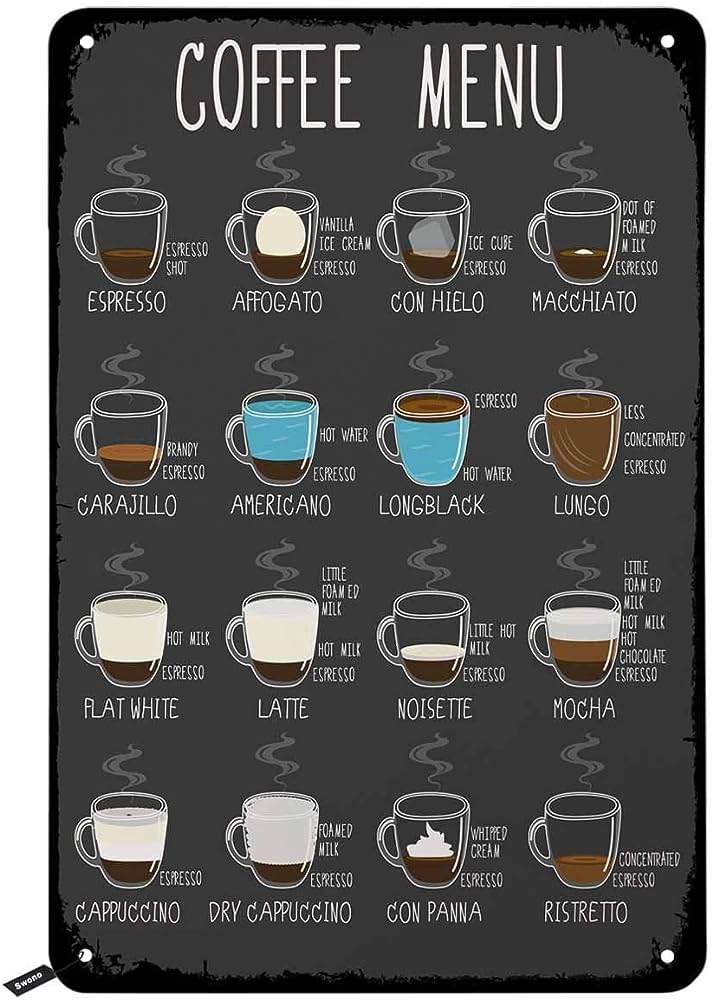 COFFEE MENU
ESPRESSO
SHOT
ESPRESSO
VANILLA
ICE CREAM
ESPRESSO
AFFOGATO
ICE CUBE
ESPRESSO
CON HIELO
DOT OF
FOAMED
MILK
ESPRESSO
MACCHIATO
BRANDY
ESPRESSO
CARAJILLO
HOT WATER
ESPRESSO
AMERICANO
ESPRESSO
HOT WATER
LONGBLACK
LESS
CONCENTRATED
ESPRESSO
LUNGO
HOT MILK
ESPRESSO
FLAT WHITE
LITTLE
FOAMED
MILK
HOT MILK
ESPRESSO
LATTE
LITTLE HOT
MILK
ESPRESSO
NOISETTE
LITTLE
FOAMED
MILK
HOT MILK
HOT
CHOCOLATE
ESPRESSO
MOCHA
ESPRESSO
CAPPUCCINO
FOAMED
MILK
ESPRESSO
DRY CAPPUCCINO
WHIPPED
CREAM
ESPRESSO
CON PANNA
CONCENTRATED
ESPRESSO
RISTRETTO
Swono